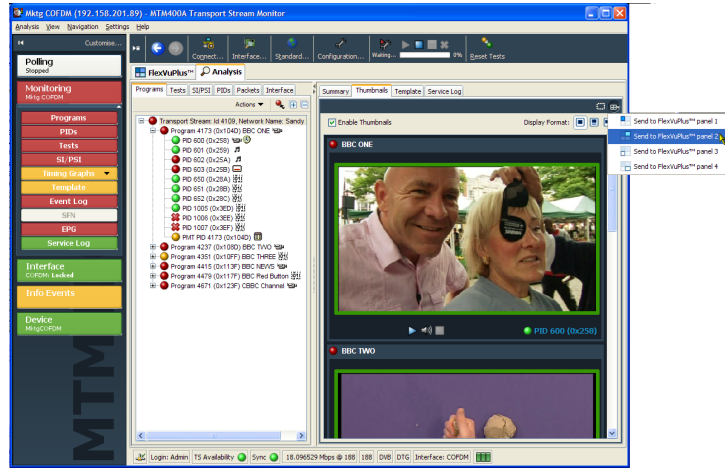 Mktg COFDM (192.158.201.89) - MTM400A Transport Stream Monitor
Analysis View Navigation Settings Help
Customise...
Polling
Stopped
Monitoring
Mktg COFDM
Programs
PIDs
Tests
SI/PSI
Timing Graphs
Template
Event Log
SFN
EPG
Service Log
Interface
COFDM: Locked
Info Events
Device
MktgCOFDM
MTM
Connect... Interface... Standard... Configuration... Waiting... 0% Reset Tests
FlexVuPlus™ Analysis
Programs Tests SI/PSI PIDs Packets Interface
Actions
Transport Stream: Id 4109, Network Name: Sandy
Program 4173 (0x104D) BBC ONE
PID 600 (0x258)
PID 601 (0x259)
PID 602 (0x25A)
PID 603 (0x25B)
PID 650 (0x28A)
PID 651 (0x28B)
PID 652 (0x28C)
PID 1005 (0x3ED)
PID 1006 (0x3EE)
PID 1007 (0x3EF)
PMT PID 4173 (0x104D)
Program 4237 (0x108D) BBC TWO
Program 4351 (0x10FF) BBC THREE
Program 4415 (0x113F) BBC NEWS
Program 4479 (0x117F) BBC Red Button
Program 4671 (0x123F) CBBC Channel
Summary Thumbnails Template Service Log
Enable Thumbnails Display Format:
BBC ONE
PID 600 (0x258)
BBC TWO
Send to FlexVuPlus™ panel 1
Send to FlexVuPlus™ panel 2
Send to FlexVuPlus™ panel 3
Send to FlexVuPlus™ panel 4
Login: Admin TS Availability Sync 18.096529 Mbps @ 188 188 DVB DTG Interface: COFDM